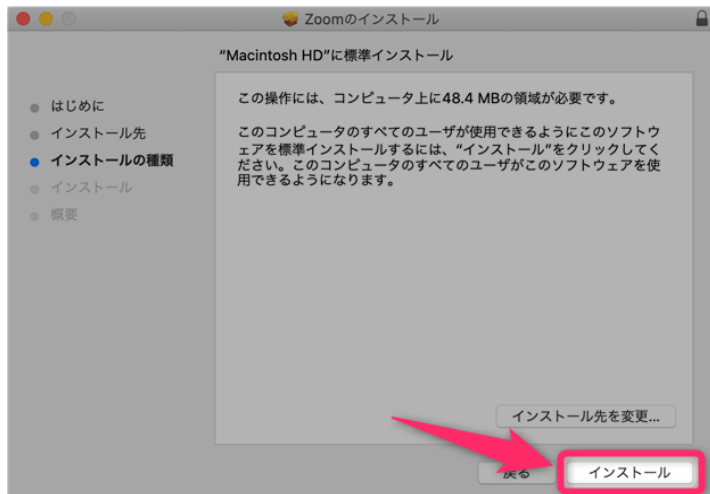 Zoomのインストール
“Macintosh HD”に標準インストール
はじめに
インストール先
インストールの種類
インストール
概要
この操作には、コンピュータ上に48.4 MBの領域が必要です。
このコンピュータのすべてのユーザが使用できるようにこのソフトウ
ェアを標準インストールするには、“インストール”をクリックしてく
ださい。このコンピュータのすべてのユーザがこのソフトウェアを使
用できるようになります。
インストール先を変更...
戻る
インストール